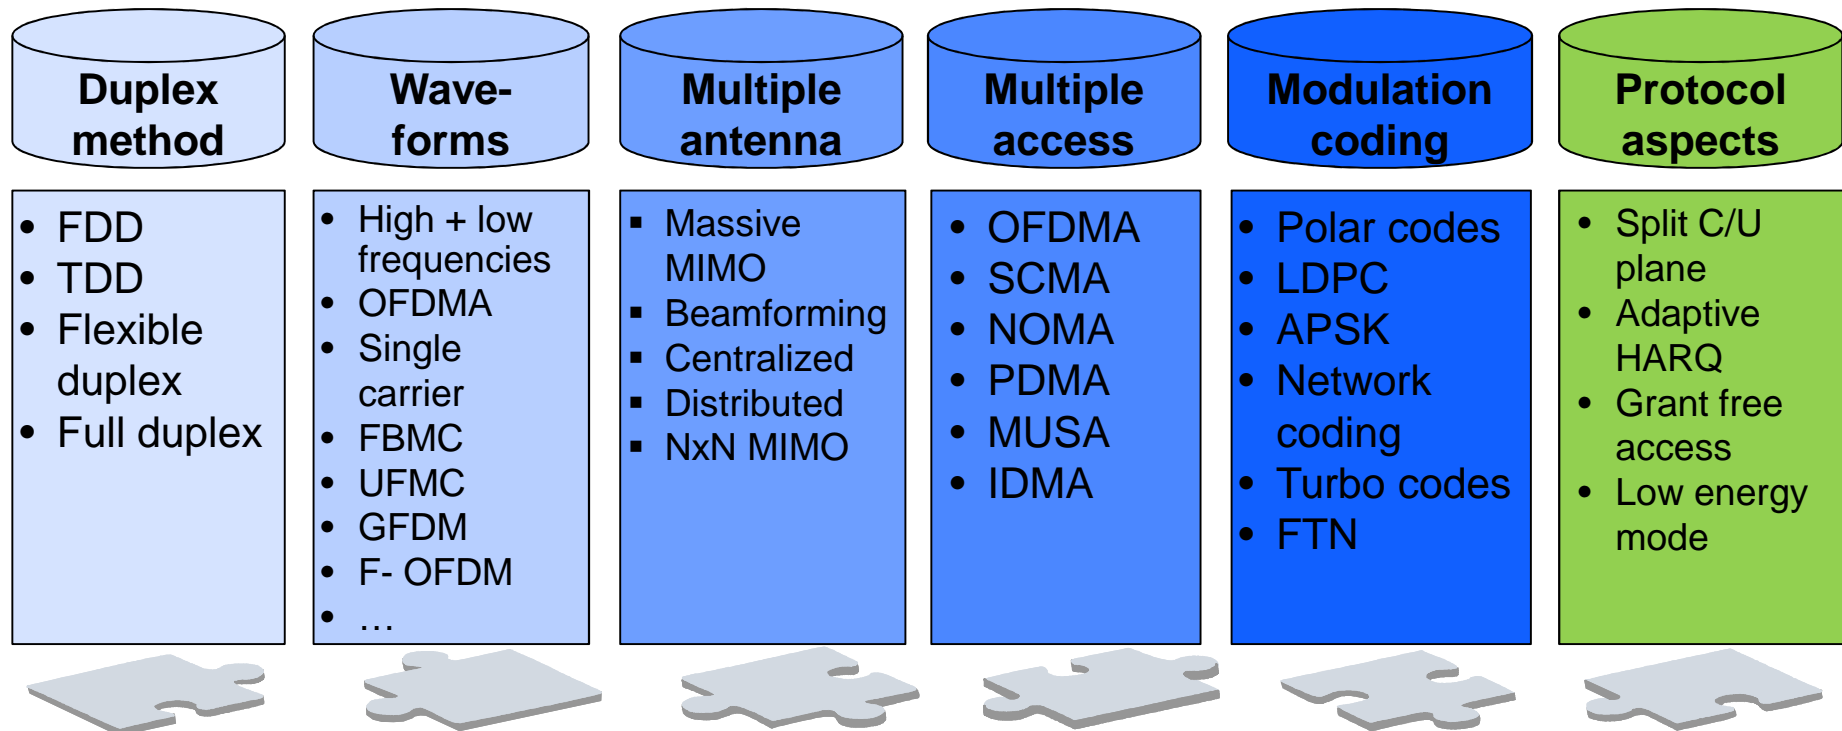 Duplex
method
• FDD
• TDD
• Flexible
duplex
• Full duplex
Wave-
forms
• High + low
frequencies
• OFDMA
• Single
carrier
• FBMC
• UFMC
• GFDM
• F- OFDM
• …
Multiple
antenna
▪ Massive
MIMO
▪ Beamforming
▪ Centralized
▪ Distributed
▪ NxN MIMO
Multiple
access
• OFDMA
• SCMA
• NOMA
• PDMA
• MUSA
• IDMA
Modulation
coding
• Polar codes
• LDPC
• APSK
• Network
coding
• Turbo codes
• FTN
Protocol
aspects
• Split C/U
plane
• Adaptive
HARQ
• Grant free
access
• Low energy
mode